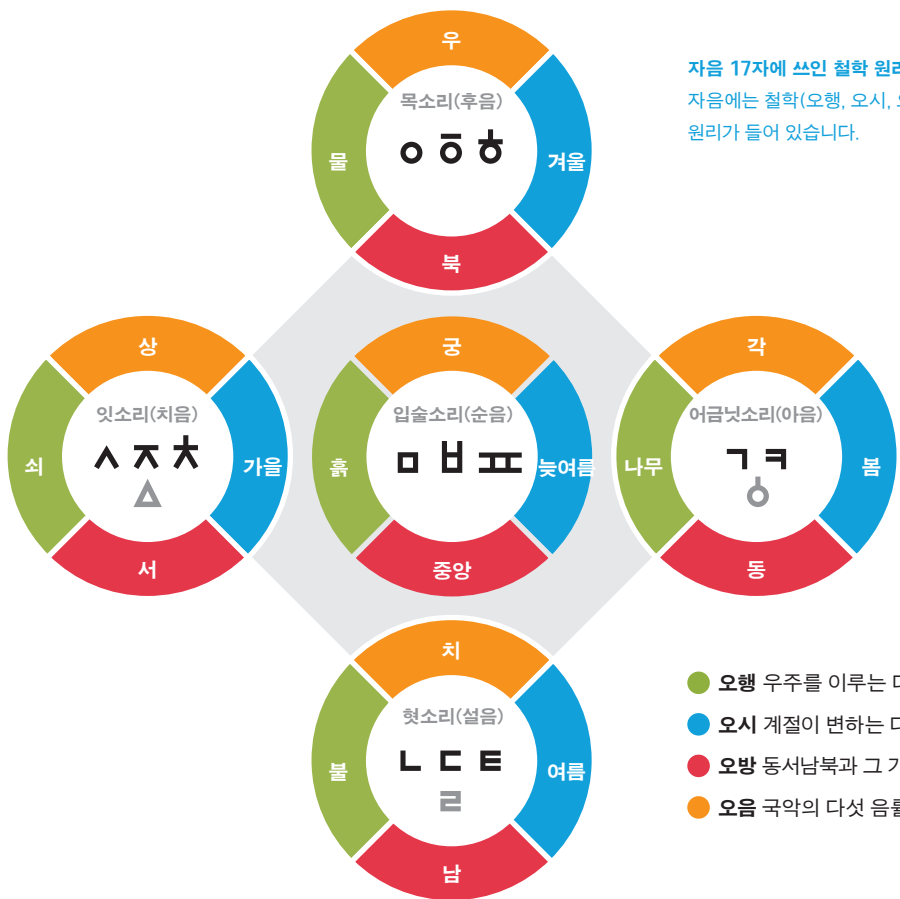 자음 17자에 쓰인 철학 원리
자음에는 철학(오행, 오시,
원리가 들어 있습니다.
우
목소리(후음)
ㅇ ㆆ ㅎ
물
겨울
북
상
잇소리(치음)
ㅅ ㅈ ㅊ
ㅿ
쇠
가을
서
궁
입술소리(순음)
ㅁ ㅂ ㅍ
흙
늦여름
중앙
각
어금닛소리(아음)
ㄱ ㅋ
ㆁ
나무
봄
동
치
혓소리(설음)
ㄴ ㄷ ㅌ
ㄹ
불
여름
남
오행 우주를 이루는
오시 계절이 변하는
오방 동서남북과 그
오음 국악의 다섯 음률